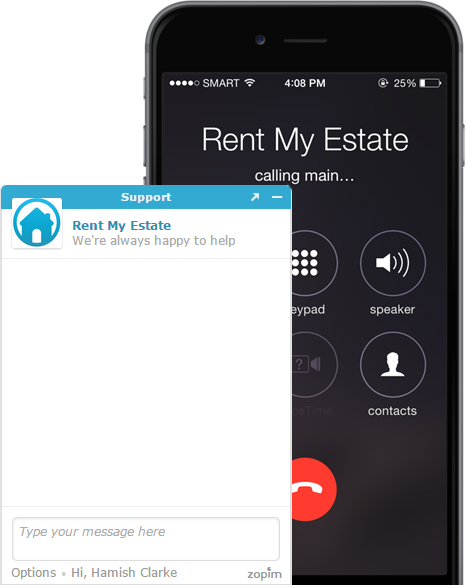 SMART
4:08 PM
25%
Rent My Estate
calling main...
Support
Rent My Estate
We're always happy to help
eypad
speaker
ceTime
contacts
Type your message here
Options • Hi, Hamish Clarke
zopim